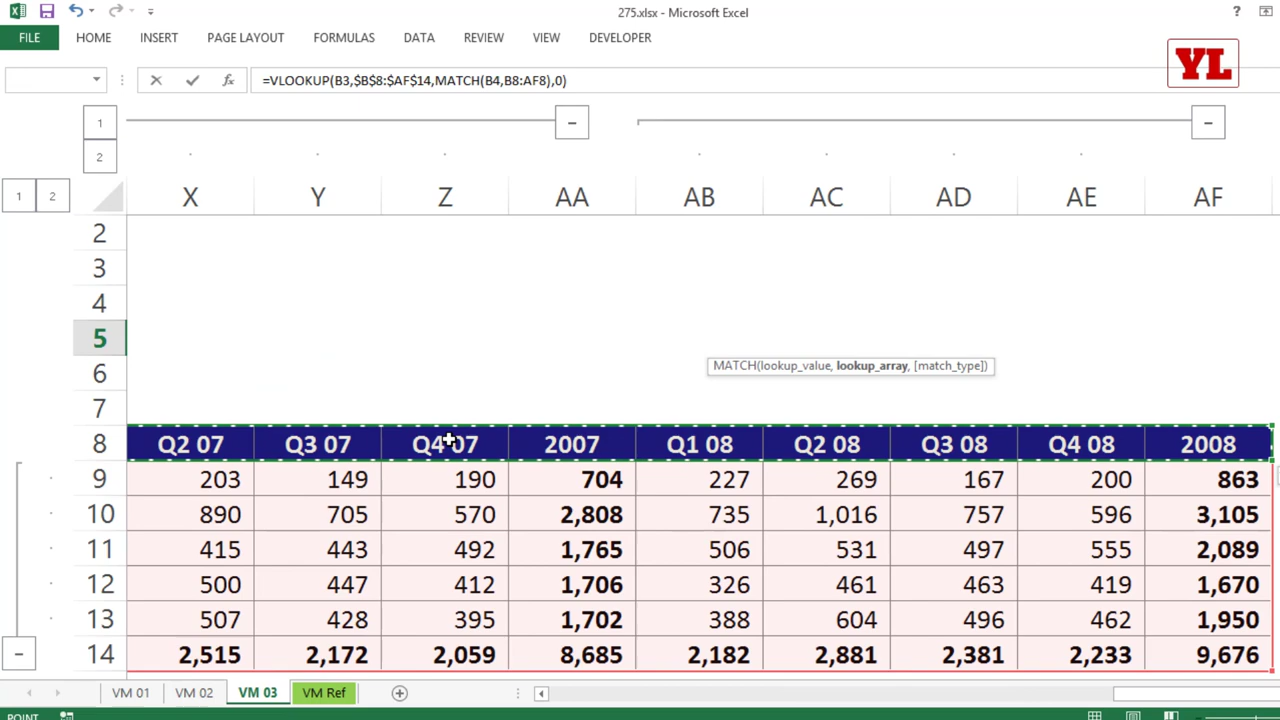 275.xlsx - Microsoft Excel
?
FILE HOME INSERT PAGE LAYOUT FORMULAS DATA REVIEW VIEW DEVELOPER
YL
fx =VLOOKUP(B3,$B$8:$AF$14,MATCH(B4,B8:AF8),0)
1
2
1 2 X Y Z AA AB AC AD AE AF
2
3
4
5
MATCH(lookup_value, lookup_array, [match_type])
6
7
8 Q2 07 Q3 07 Q4 07 2007 Q1 08 Q2 08 Q3 08 Q4 08 2008
9 203 149 190 704 227 269 167 200 863
10 890 705 570 2,808 735 1,016 757 596 3,105
11 415 443 492 1,765 506 531 497 555 2,089
12 500 447 412 1,706 326 461 463 419 1,670
13 507 428 395 1,702 388 604 496 462 1,950
14 2,515 2,172 2,059 8,685 2,182 2,881 2,381 2,233 9,676
VM 01 VM 02 VM 03 VM Ref
POINT